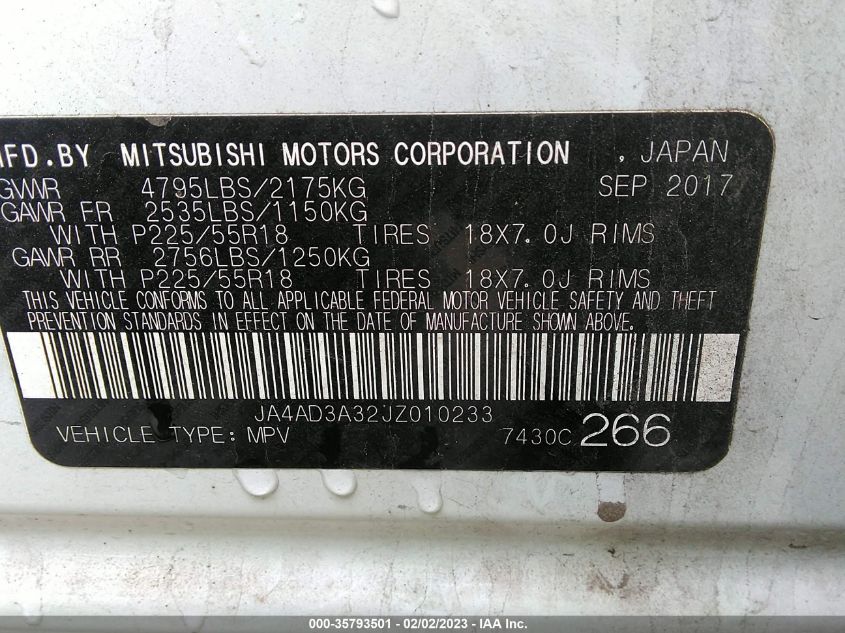 MFD.BY MITSUBISHI MOTORS CORPORATION , JAPAN
GVWR 4795LBS/2175KG SEP 2017
GAWR FR 2535LBS/1150KG
WITH P225/55R18 TIRES 18X7.0J RIMS
GAWR RR 2756LBS/1250KG
WITH P225/55R18 TIRES 18X7.0J RIMS
THIS VEHICLE CONFORMS TO ALL APPLICABLE FEDERAL MOTOR VEHICLE SAFETY AND THEFT
PREVENTION STANDARDS IN EFFECT ON THE DATE OF MANUFACTURE SHOWN ABOVE.
JA4AD3A32JZ010233
VEHICLE TYPE: MPV 7430C 266
000-35793501 - 02/02/2023 - IAA Inc.